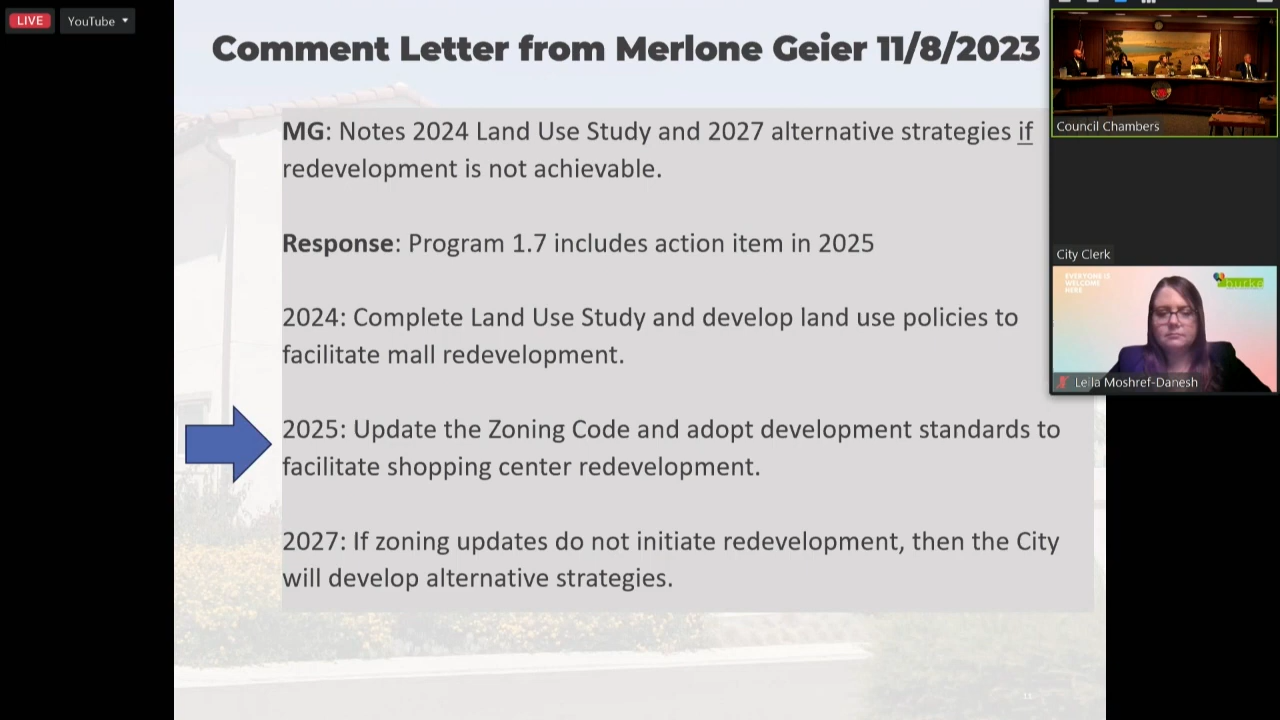 LIVE
YouTube
Comment Letter from Merlone Geier 11/8/2023
MG: Notes 2024 Land Use Study and 2027 alternative strategies if
redevelopment is not achievable.
Response: Program 1.7 includes action item in 2025
2024: Complete Land Use Study and develop land use policies to
facilitate mall redevelopment.
2025: Update the Zoning Code and adopt development standards to
facilitate shopping center redevelopment.
2027: If zoning updates do not initiate redevelopment, then the City
will develop alternative strategies.
11
Council Chambers
City Clerk
EVERYONE IS
WELCOME
HERE
Leila Moshref-Danesh